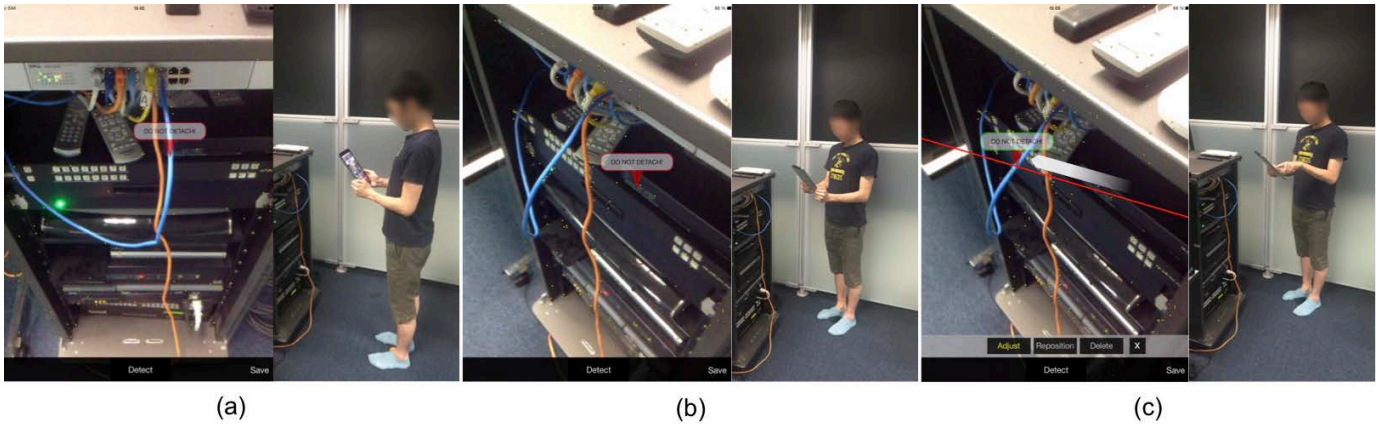 DO NOT DETACH!
Detect
Save
DO NOT DETACH!
Detect
Save
DO NOT DETACH!
Adjust Reposition Delete X
Detect
Save
(a)
(b)
(c)